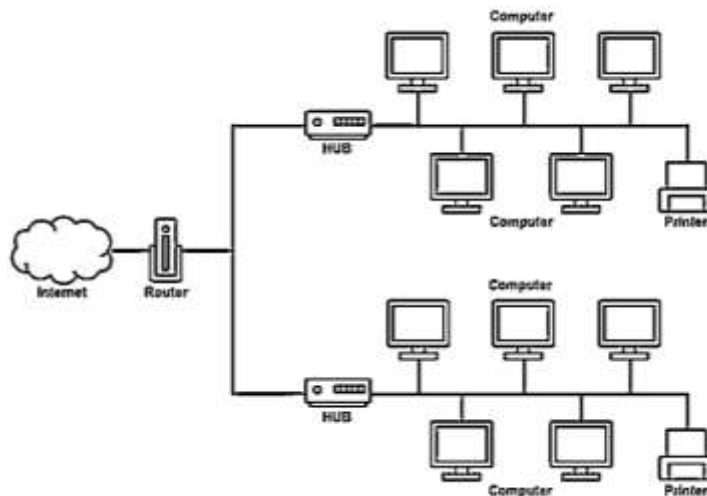 Computer
HUB
Computer
Printer
Internet
Router
Computer
HUB
Computer
Printer